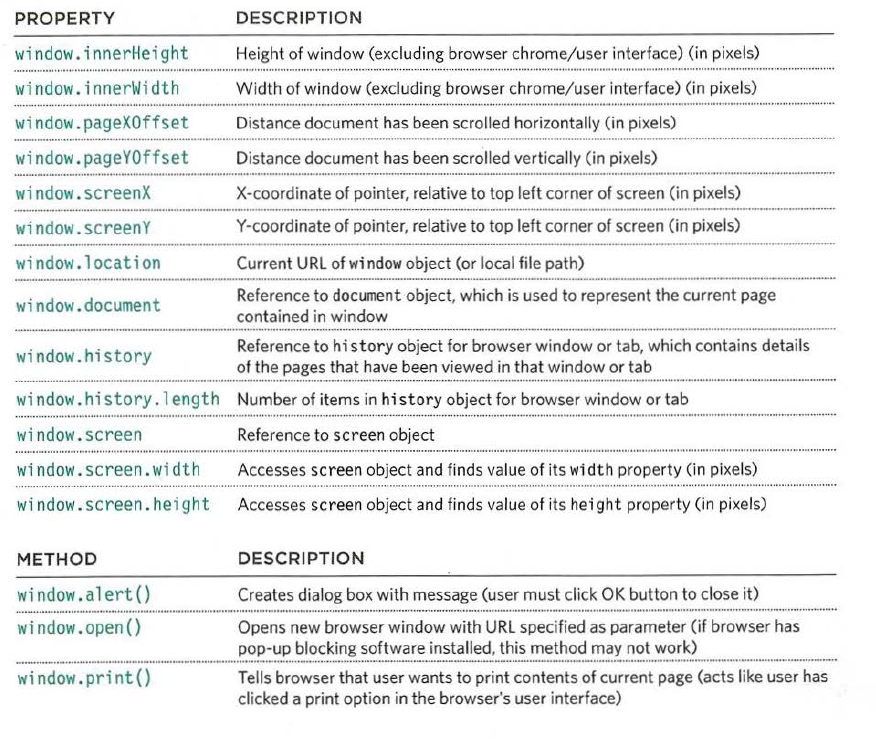 PROPERTY DESCRIPTION
window.innerHeight Height of window (excluding browser chrome/user interface) (in pixels)
window.innerWidth Width of window (excluding browser chrome/user interface) (in pixels)
window.pageXOffset Distance document has been scrolled horizontally (in pixels)
window.pageYOffset Distance document has been scrolled vertically (in pixels)
window.screenX X-coordinate of pointer, relative to top left corner of screen (in pixels)
window.screenY Y-coordinate of pointer, relative to top left corner of screen (in pixels)
window.location Current URL of window object (or local file path)
window.document Reference to document object, which is used to represent the current page
contained in window
window.history Reference to history object for browser window or tab, which contains details
of the pages that have been viewed in that window or tab
window.history.length Number of items in history object for browser window or tab
window.screen Reference to screen object
window.screen.width Accesses screen object and finds value of its width property (in pixels)
window.screen.height Accesses screen object and finds value of its height property (in pixels)
METHOD DESCRIPTION
window.alert() Creates dialog box with message (user must click OK button to close it)
window.open() Opens new browser window with URL specified as parameter (if browser has
pop-up blocking software installed, this method may not work)
window.print() Tells browser that user wants to print contents of current page (acts like user has
clicked a print option in the browser's user interface)